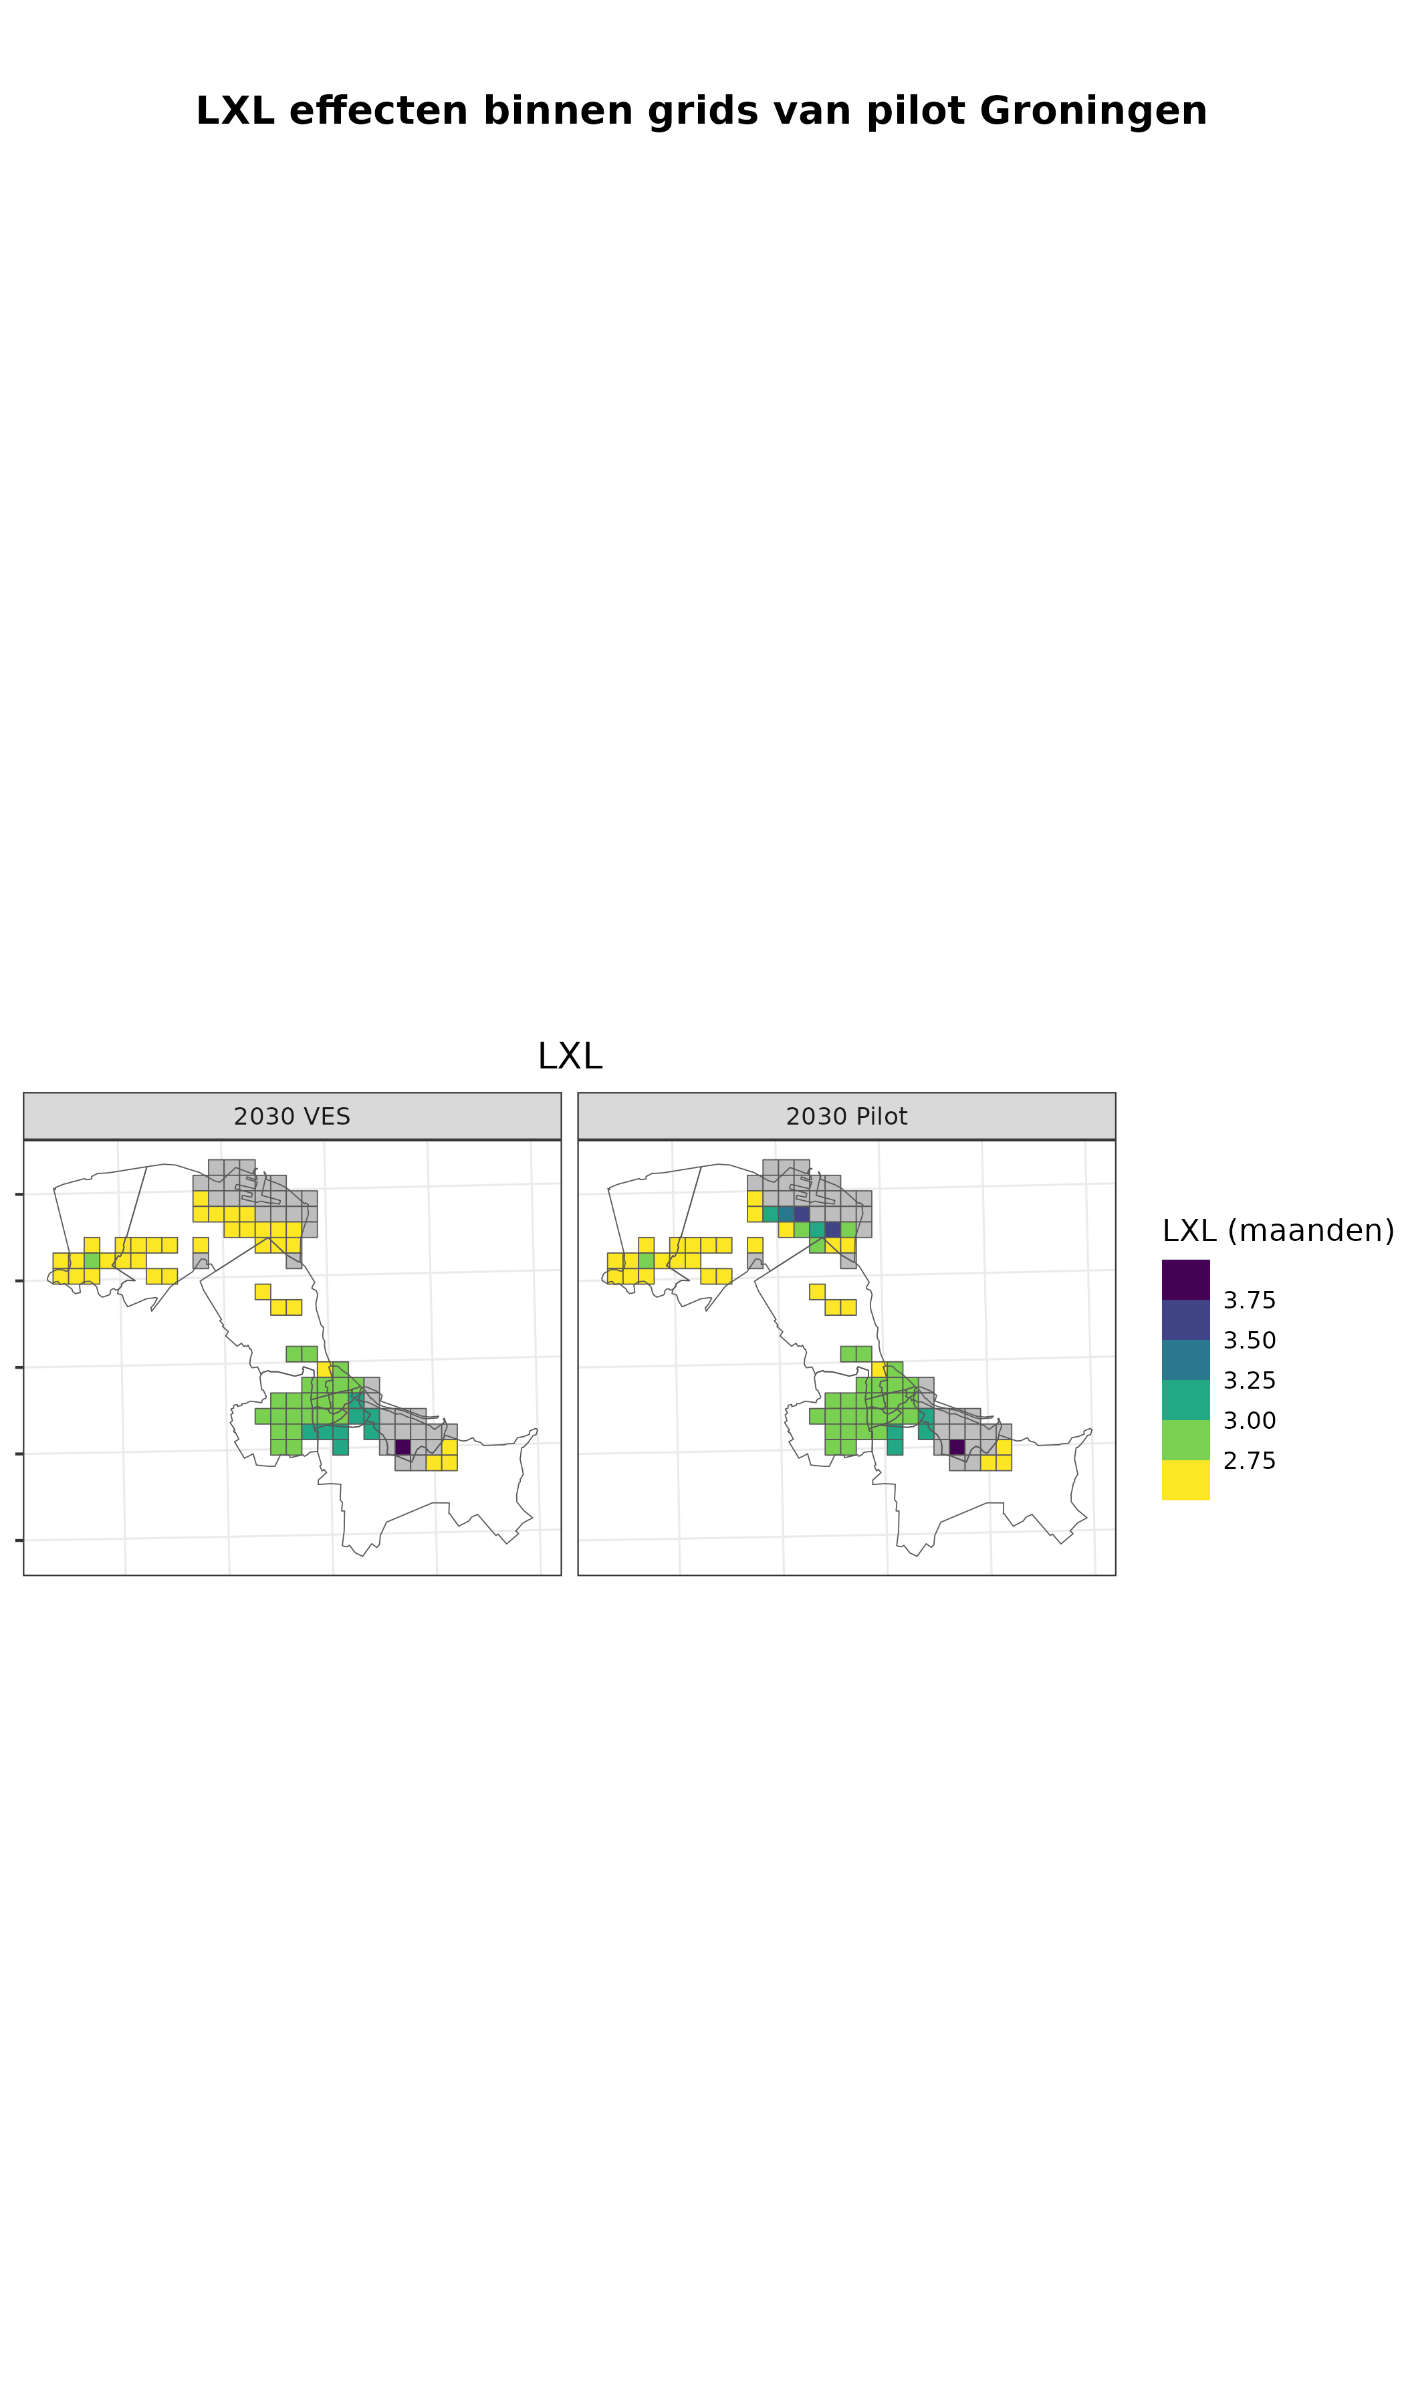 LXL effecten binnen grids van pilot Groningen
LXL
2030 VES
2030 Pilot
LXL (maanden)
3.75
3.50
3.25
3.00
2.75